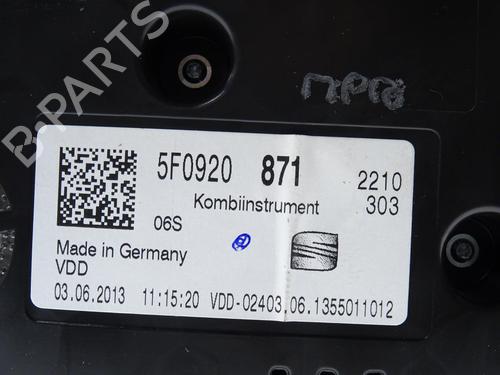 5F0920 871 2210
Kombiinstrument 303
06S
Made in Germany
VDD
03.06.2013 11:15:20 VDD-02403.06.1355011012
BPARTS